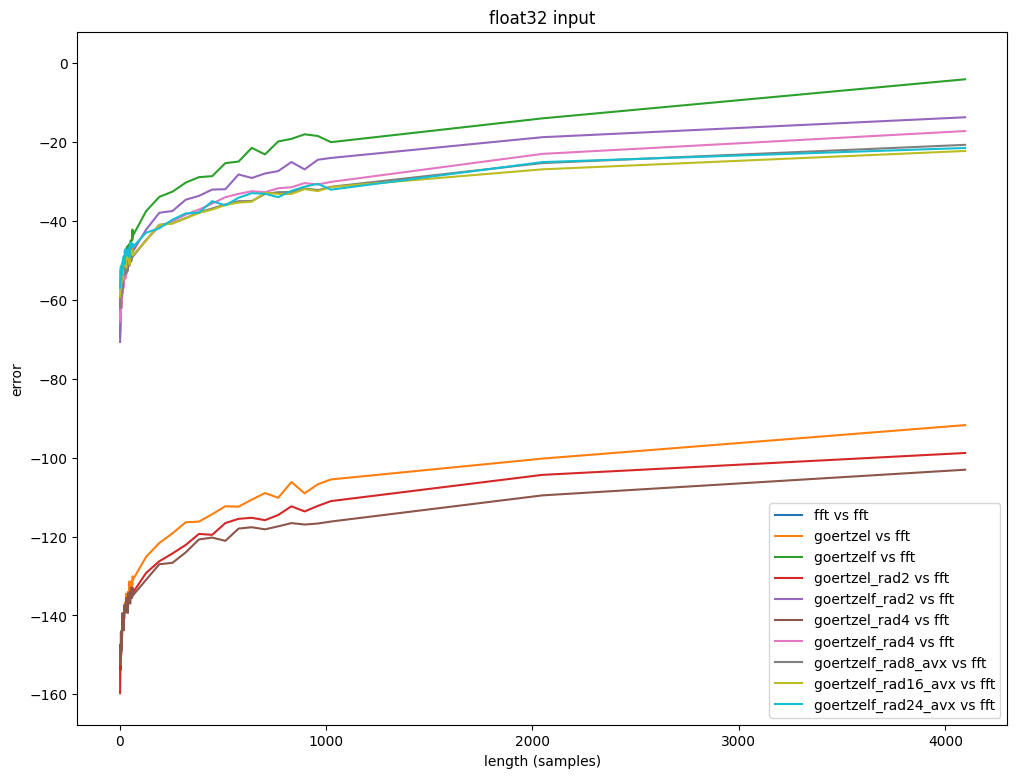 float32 input
0
−20
−40
−60
−80
−100
−120
−140
−160
error
0
1000
2000
3000
4000
length (samples)
fft vs fft
goertzel vs fft
goertzelf vs fft
goertzel_rad2 vs fft
goertzelf_rad2 vs fft
goertzel_rad4 vs fft
goertzelf_rad4 vs fft
goertzelf_rad8_avx vs fft
goertzelf_rad16_avx vs fft
goertzelf_rad24_avx vs fft